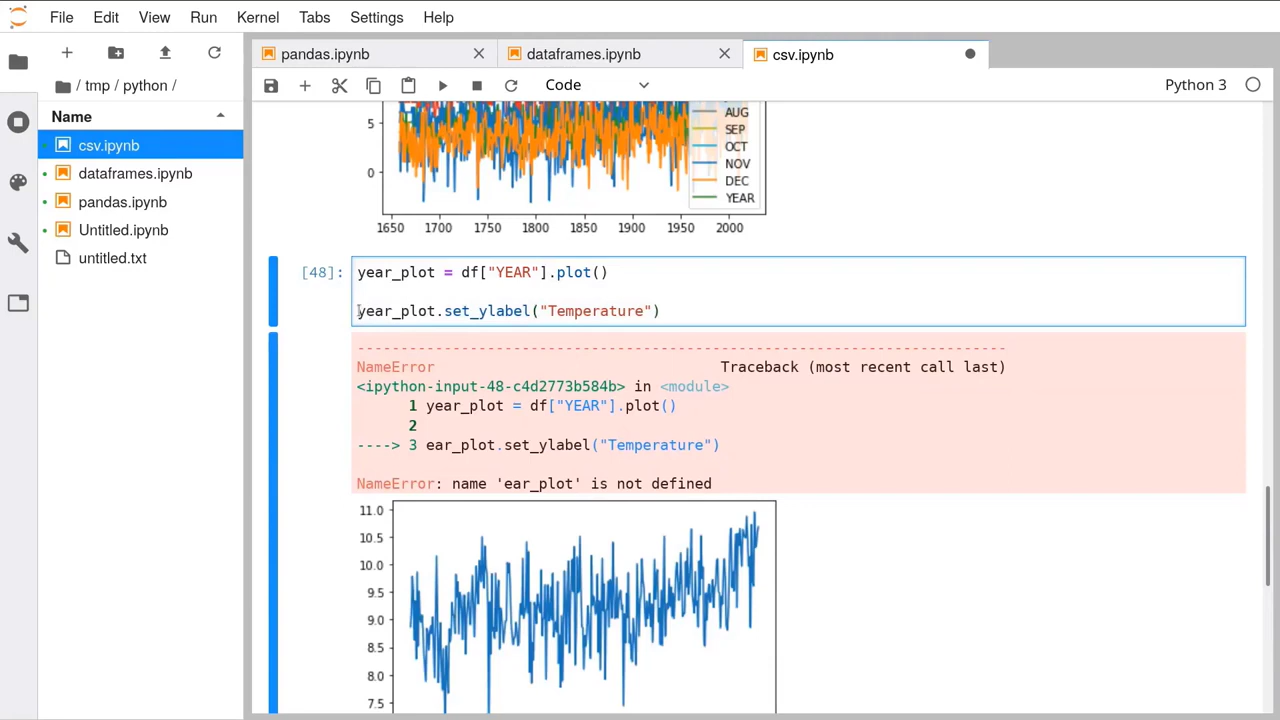 File Edit View Run Kernel Tabs Settings Help
pandas.ipynb
dataframes.ipynb
csv.ipynb
Code
Python 3
/ tmp / python /
Name
csv.ipynb
dataframes.ipynb
pandas.ipynb
Untitled.ipynb
untitled.txt
5
0
AUG
SEP
OCT
NOV
DEC
YEAR
1650 1700 1750 1800 1850 1900 1950 2000
[48]: year_plot = df["YEAR"].plot()
year_plot.set_ylabel("Temperature")
---------------------------------------------------------------------------
NameError Traceback (most recent call last)
<ipython-input-48-c4d2773b584b> in <module>
1 year_plot = df["YEAR"].plot()
2
----> 3 ear_plot.set_ylabel("Temperature")
NameError: name 'ear_plot' is not defined
11.0
10.5
10.0
9.5
9.0
8.5
8.0
7.5